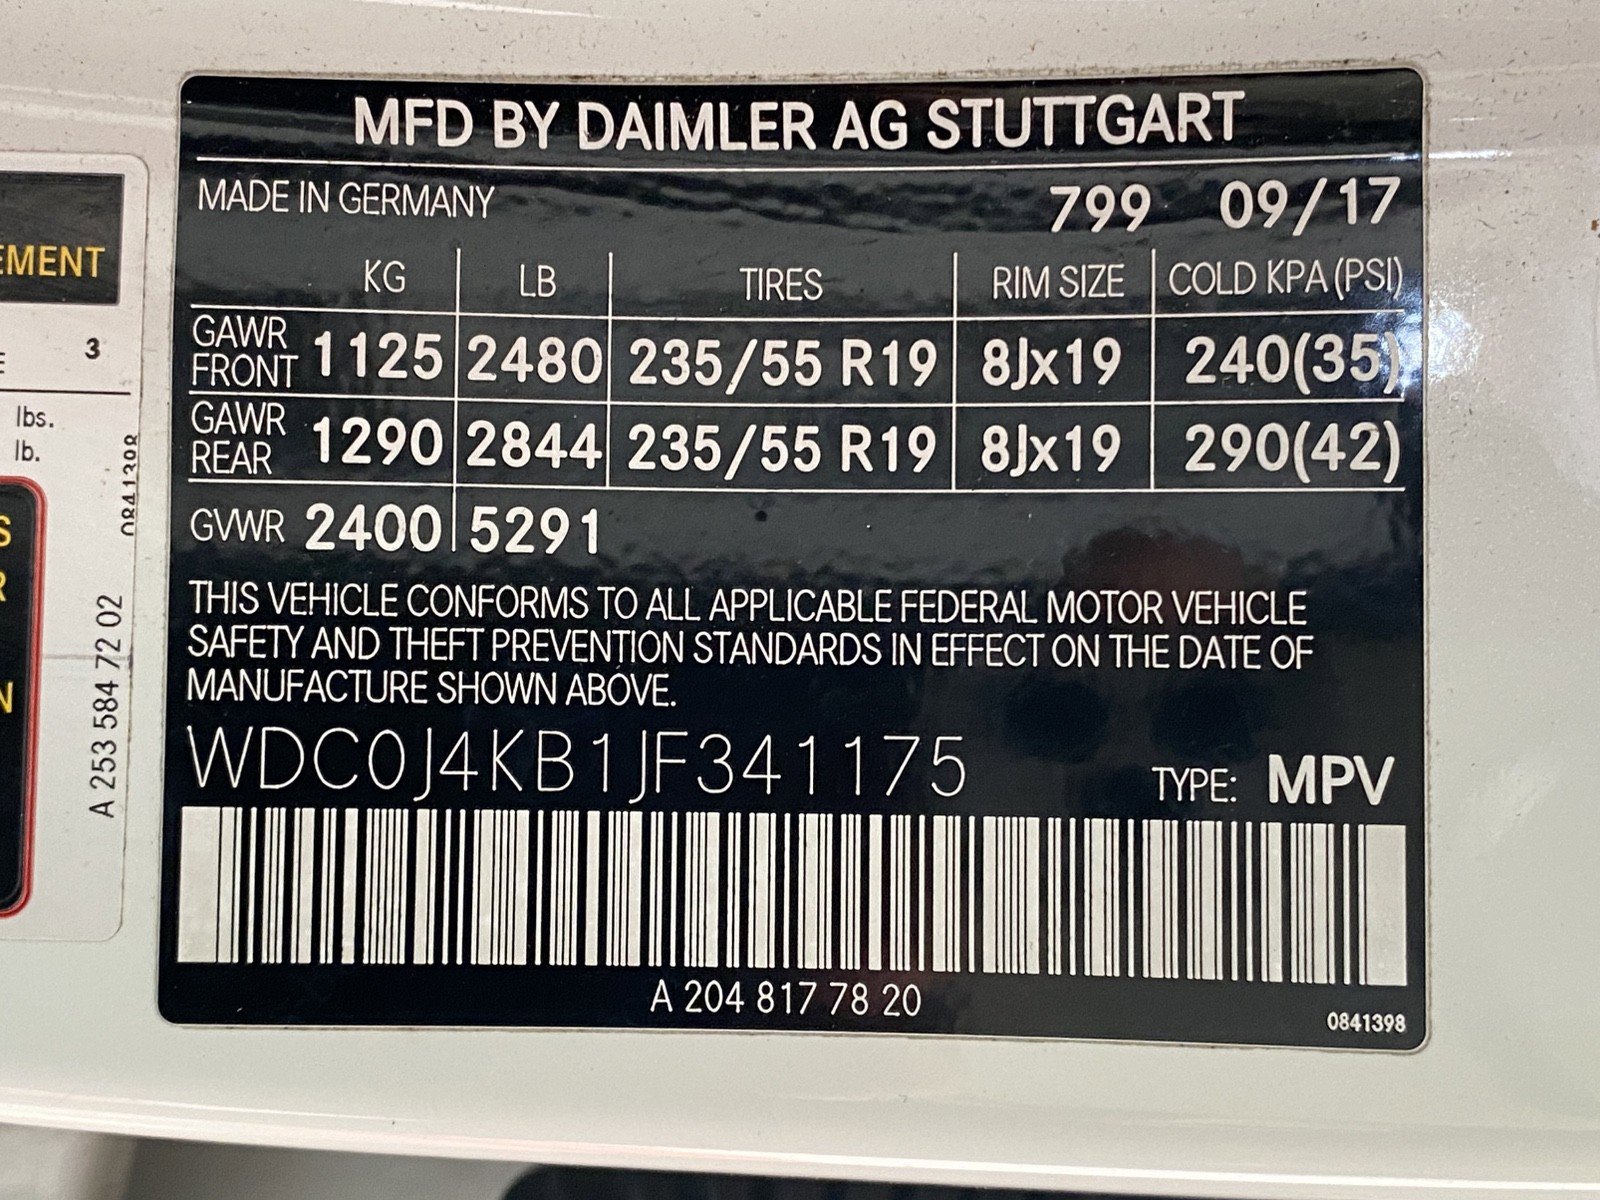 MFD BY DAIMLER AG STUTTGART
MADE IN GERMANY 799 09/17
KG LB TIRES RIM SIZE COLD KPA (PSI)
GAWR FRONT 1125 2480 235/55 R19 8Jx19 240(35)
GAWR REAR 1290 2844 235/55 R19 8Jx19 290(42)
GVWR 2400 5291
THIS VEHICLE CONFORMS TO ALL APPLICABLE FEDERAL MOTOR VEHICLE
SAFETY AND THEFT PREVENTION STANDARDS IN EFFECT ON THE DATE OF
MANUFACTURE SHOWN ABOVE.
WDC0J4KB1JF341175 TYPE: MPV
A 204 817 78 20
0841398
EMENT
3
lbs.
lb.
0841398
A 253 584 72 02